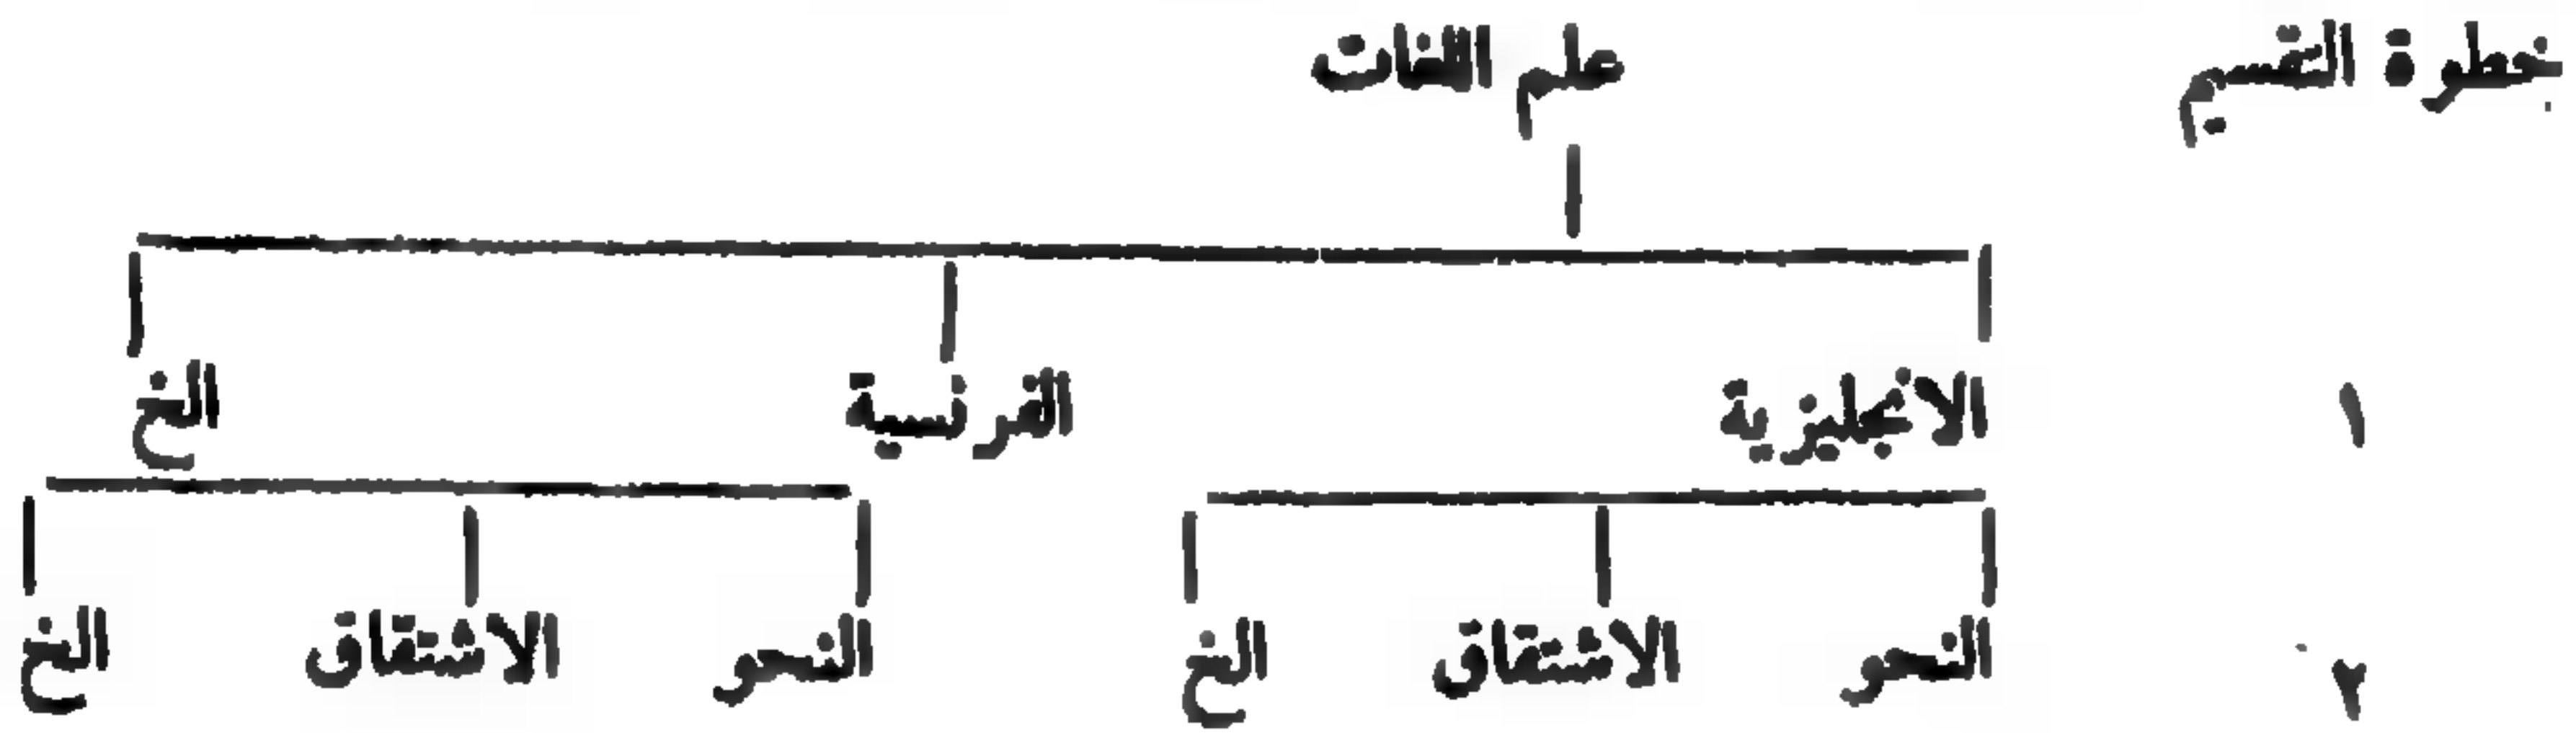 خطوة التقسيم علم اللغات
١ الانجليزية الفرنسية الخ
٢ النحو الاشتقاق الخ النحو الاشتقاق الخ